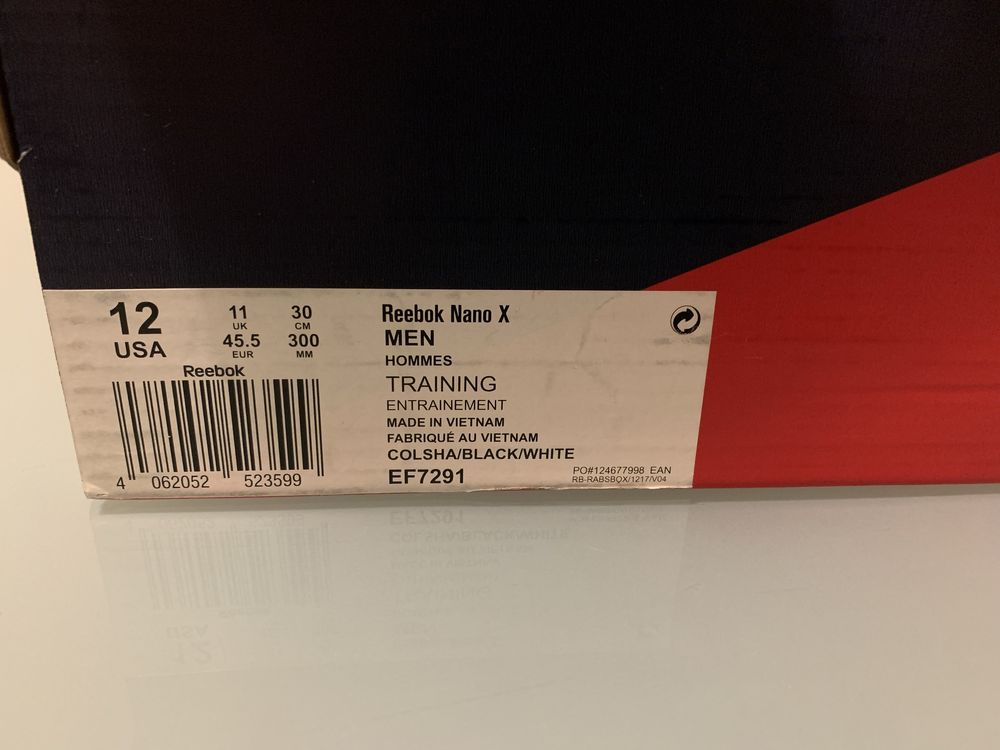 12
USA
11
UK
45.5
EUR
30
CM
300
MM
Reebok
4 062052 523599
Reebok Nano X
MEN
HOMMES
TRAINING
ENTRAINEMENT
MADE IN VIETNAM
FABRIQUÉ AU VIETNAM
COLSHA/BLACK/WHITE
EF7291
PO#124677998 EAN
RB-RABSBOX/1217/V04